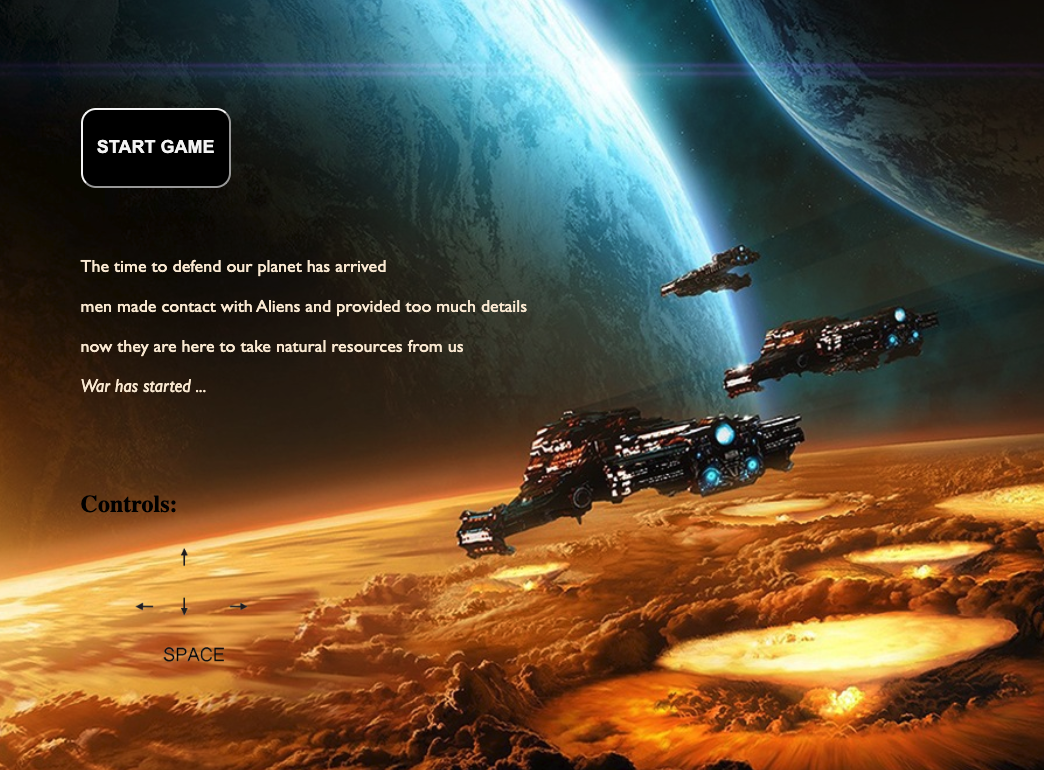 START GAME
The time to defend our planet has arrived
men made contact with Aliens and provided too much details
now they are here to take natural resources from us
War has started ...
Controls:
↑
← ↓ →
SPACE